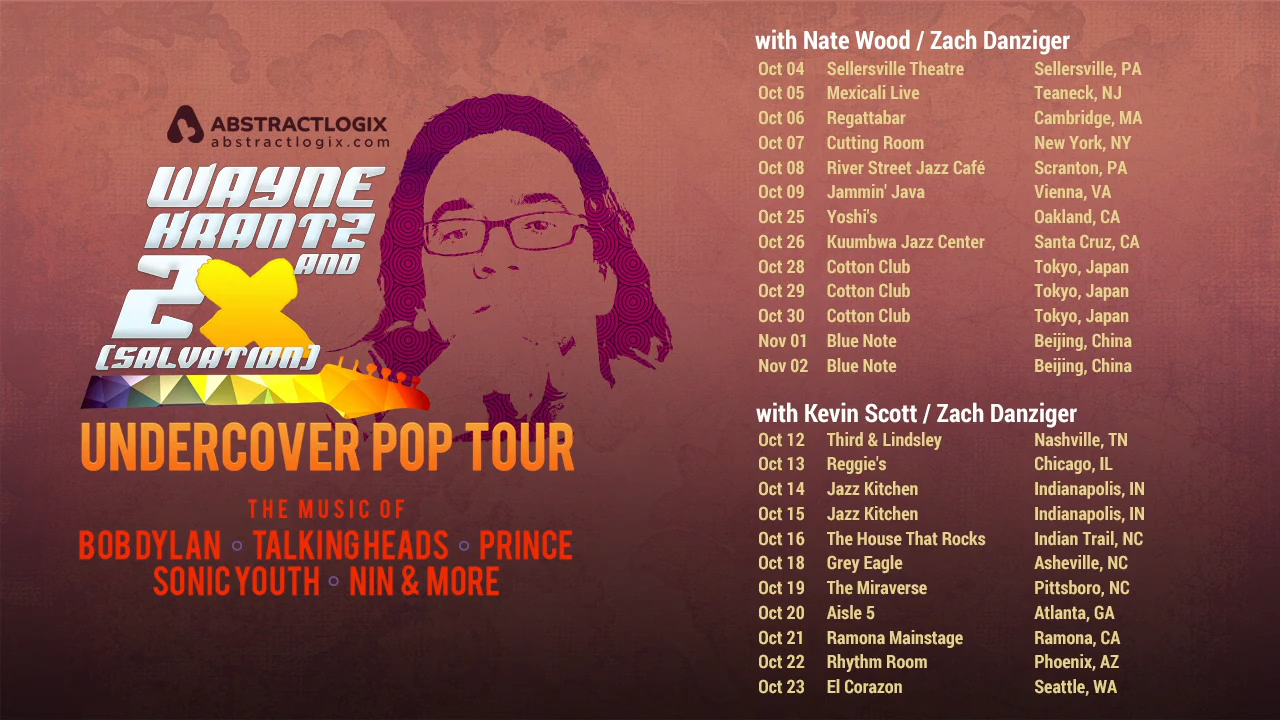 ABSTRACTLOGIX
abstractlogix.com
WAYNE
KRANTZ
AND
2X
(SALVATION)
UNDERCOVER POP TOUR
THE MUSIC OF
BOB DYLAN ◦ TALKING HEADS ◦ PRINCE
SONIC YOUTH ◦ NIN & MORE
with Nate Wood / Zach Danziger
Oct 04 Sellersville Theatre Sellersville, PA
Oct 05 Mexicali Live Teaneck, NJ
Oct 06 Regattabar Cambridge, MA
Oct 07 Cutting Room New York, NY
Oct 08 River Street Jazz Café Scranton, PA
Oct 09 Jammin' Java Vienna, VA
Oct 25 Yoshi's Oakland, CA
Oct 26 Kuumbwa Jazz Center Santa Cruz, CA
Oct 28 Cotton Club Tokyo, Japan
Oct 29 Cotton Club Tokyo, Japan
Oct 30 Cotton Club Tokyo, Japan
Nov 01 Blue Note Beijing, China
Nov 02 Blue Note Beijing, China
with Kevin Scott / Zach Danziger
Oct 12 Third & Lindsley Nashville, TN
Oct 13 Reggie's Chicago, IL
Oct 14 Jazz Kitchen Indianapolis, IN
Oct 15 Jazz Kitchen Indianapolis, IN
Oct 16 The House That Rocks Indian Trail, NC
Oct 18 Grey Eagle Asheville, NC
Oct 19 The Miraverse Pittsboro, NC
Oct 20 Aisle 5 Atlanta, GA
Oct 21 Ramona Mainstage Ramona, CA
Oct 22 Rhythm Room Phoenix, AZ
Oct 23 El Corazon Seattle, WA